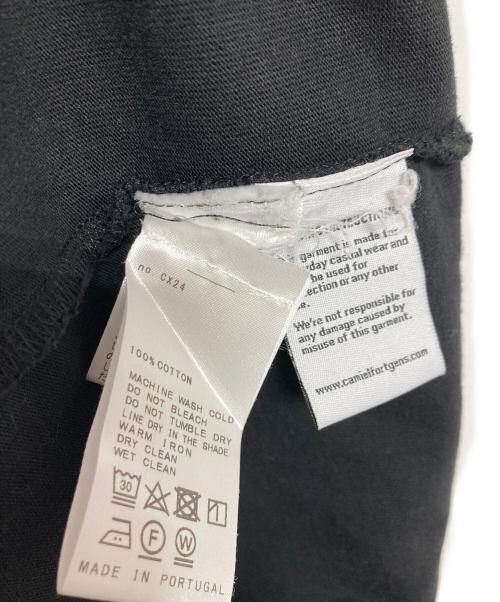 no. CX24
100% COTTON
MACHINE WASH COLD
DO NOT BLEACH
DO NOT TUMBLE DRY
LINE DRY IN THE SHADE
WARM IRON
DRY CLEAN
WET CLEAN
30
F
W
MADE IN PORTUGAL
garment is made for
casual wear and
be used for
or any other
We're not responsible for
any damage caused by
misuse of this garment.
www.camielfortgens.com